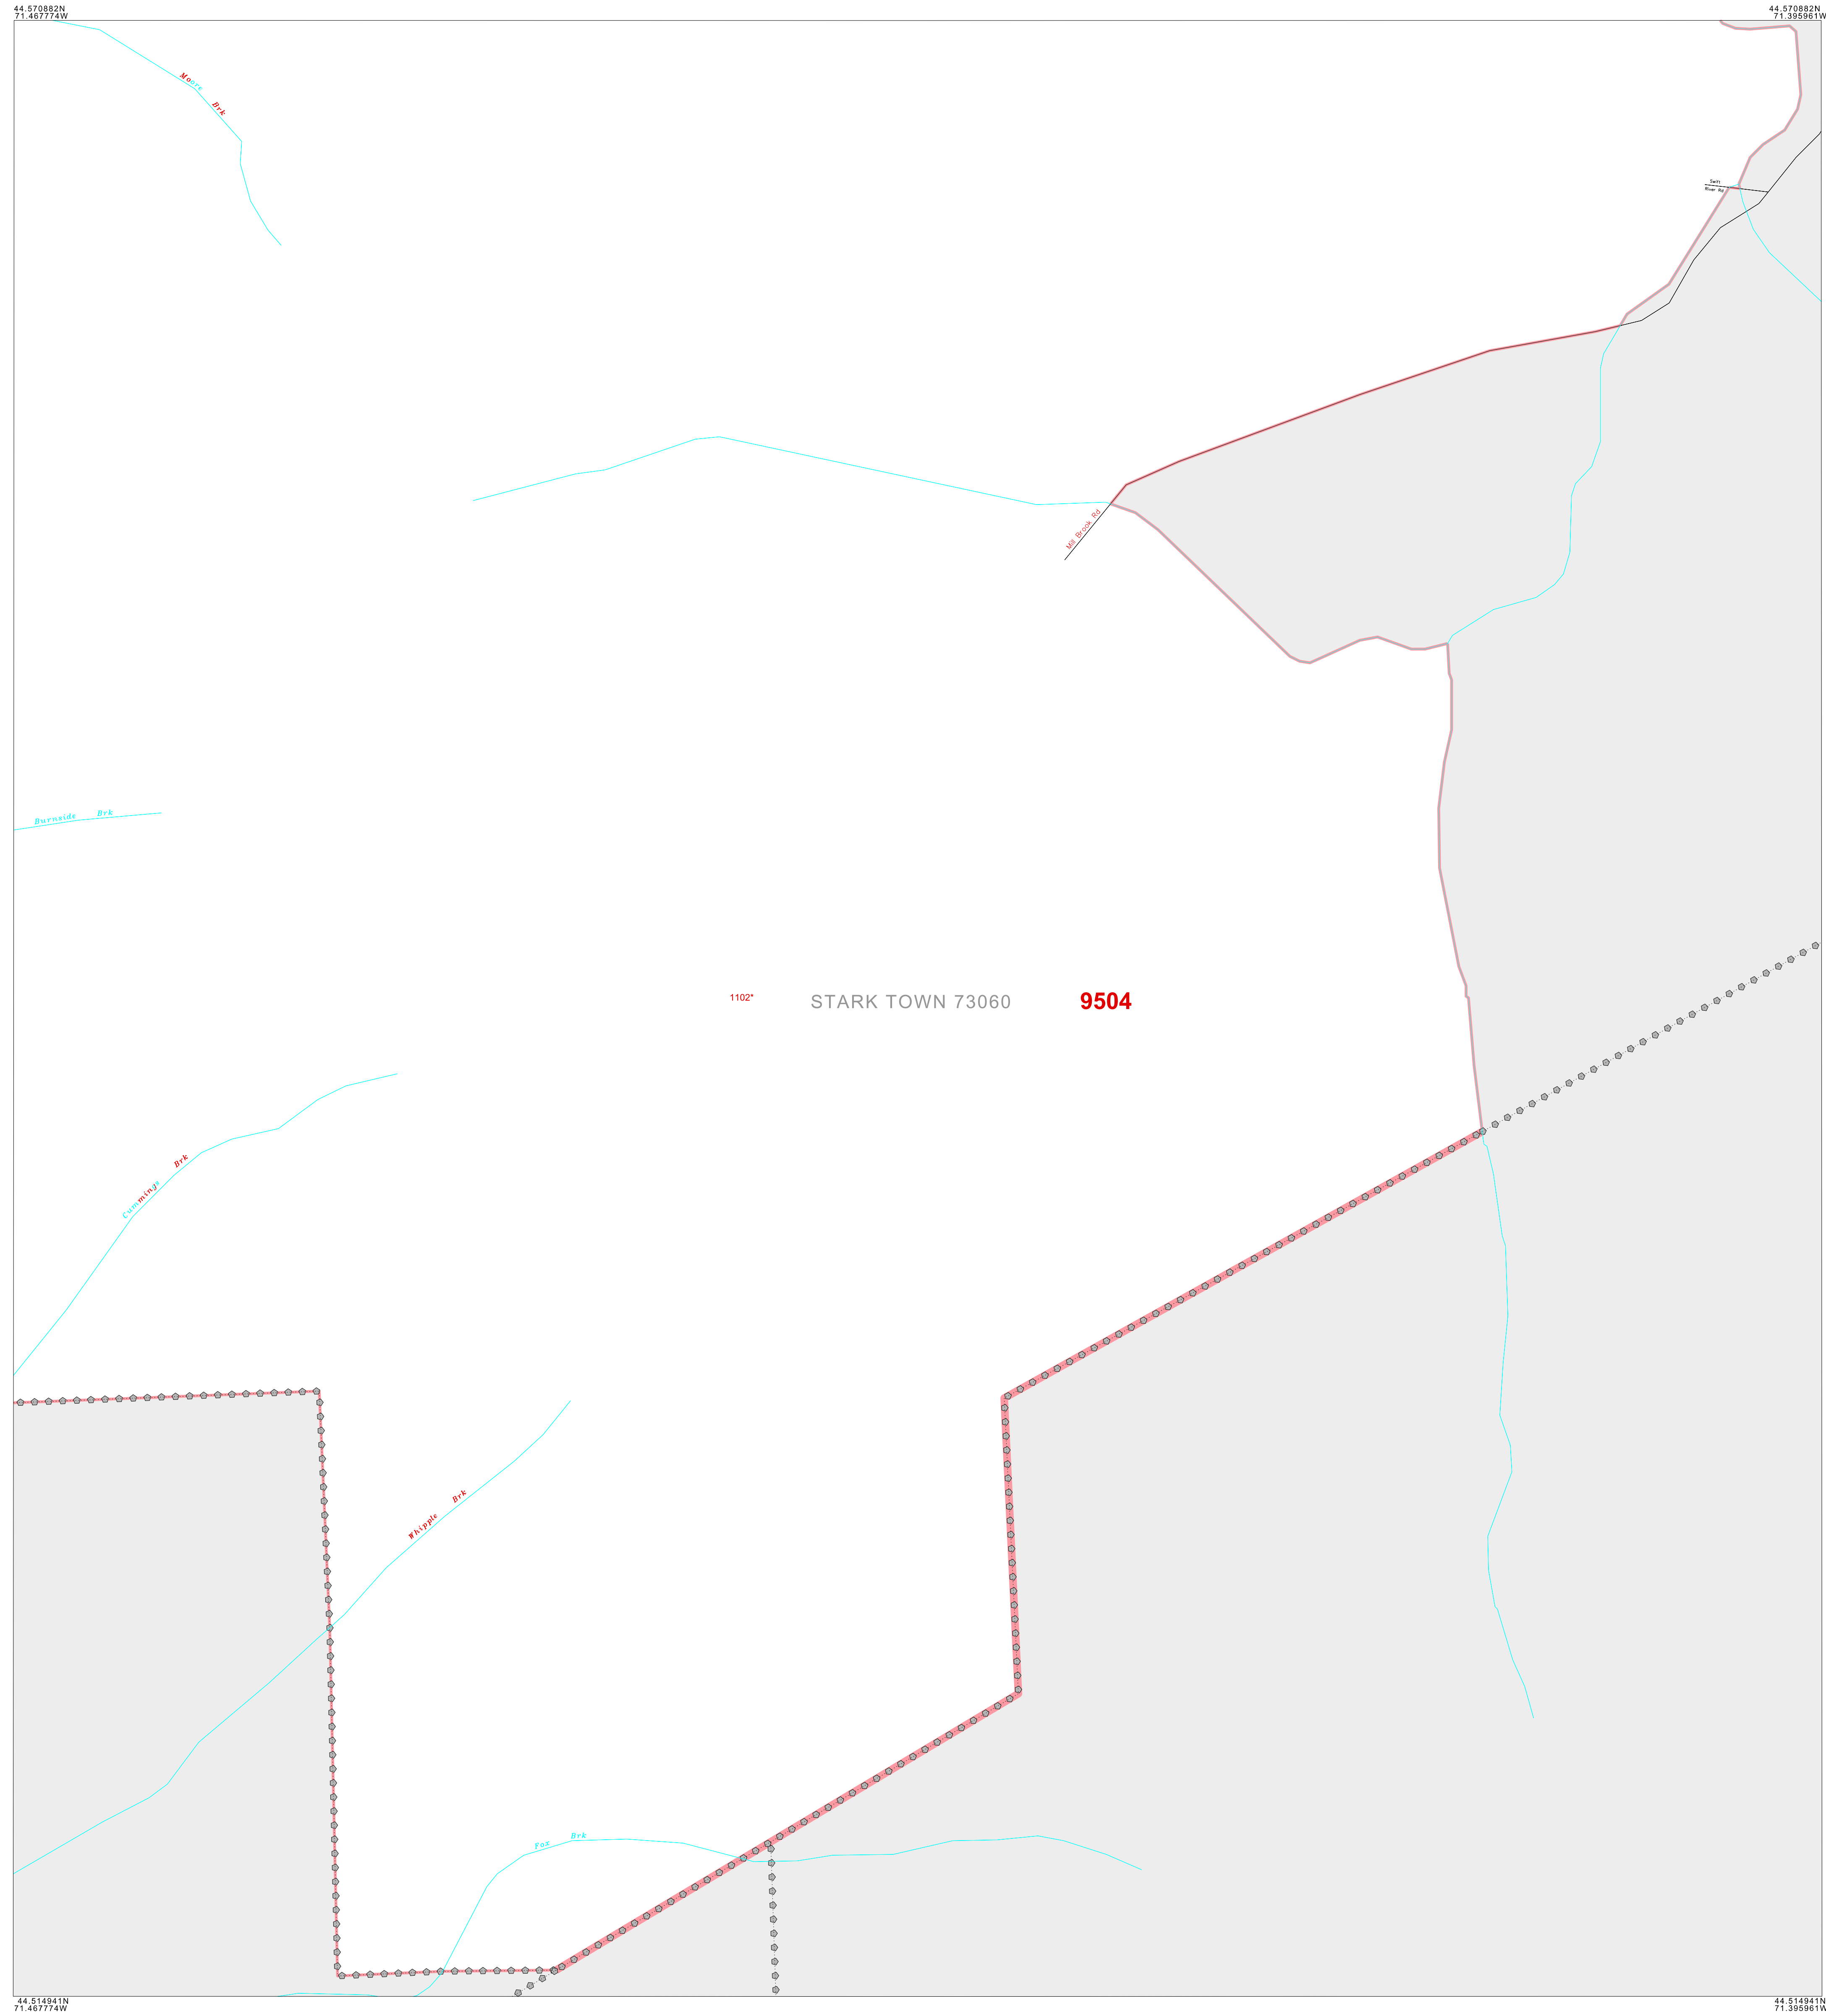 44.570882N
71.467774W
44.570882N
71.395961W
Moore Brk
Swift
River Rd
Mill Brook Rd
Burnside Brk
1102*
STARK TOWN 73060
9504
Cummings Brk
Whipple Brk
Fox Brk
44.514941N
71.467774W
44.514941N
71.395961W